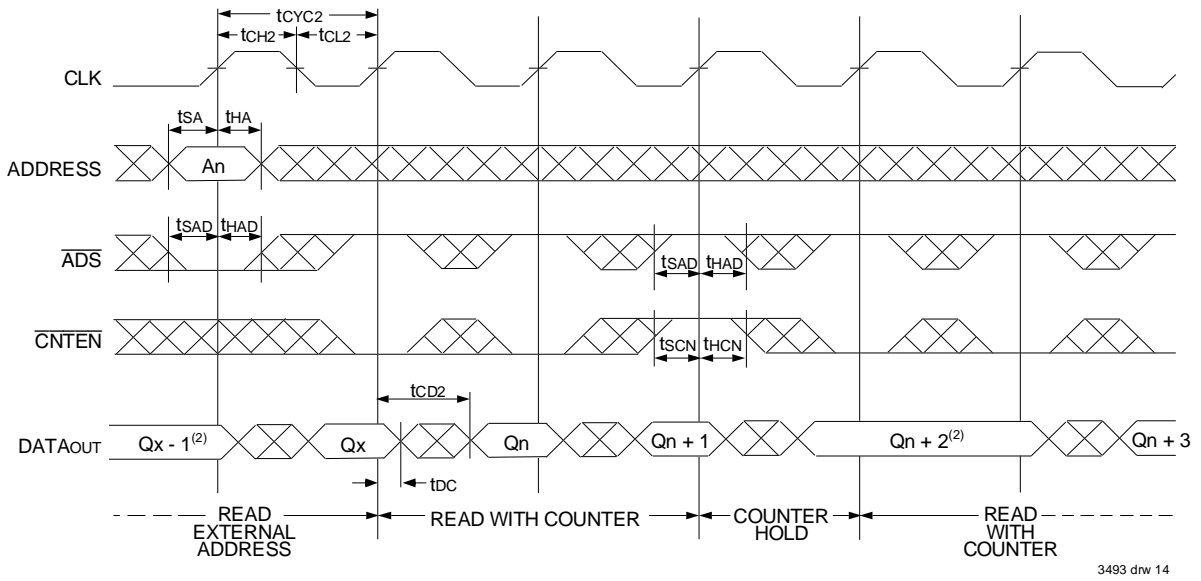 tCYC2
tCH2 tCL2
CLK
tSA tHA
ADDRESS An
tSAD tHAD
ADS
tSAD tHAD
CNTEN
tSCN tHCN
tCD2
DATAOUT Qx - 1(2) Qx Qn Qn + 1 Qn + 2(2) Qn + 3
tDC
READ EXTERNAL ADDRESS
READ WITH COUNTER
COUNTER HOLD
READ WITH COUNTER
3493 drw 14